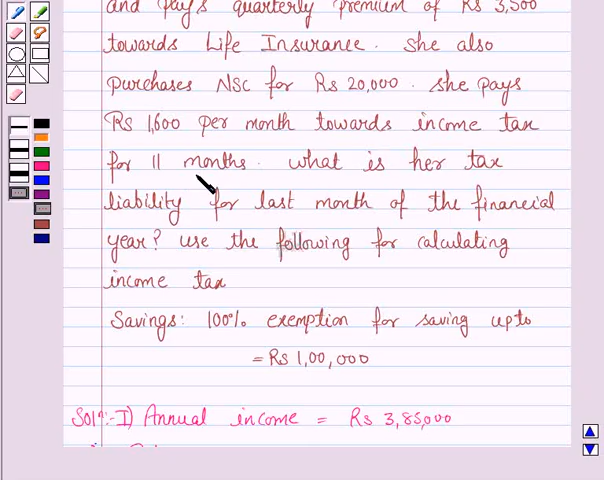 and pays quarterly premium of Rs 3,500
towards Life Insurance. She also
purchases NSC for Rs 20,000. she pays
Rs 1,600 per month towards income tax
for 11 months. what is her tax
liability for last month of the financial
year? use the following for calculating
income tax
Savings: 100% exemption for saving upto
= Rs 1,00,000
Solⁿ:-I) Annual income = Rs 3,85,000